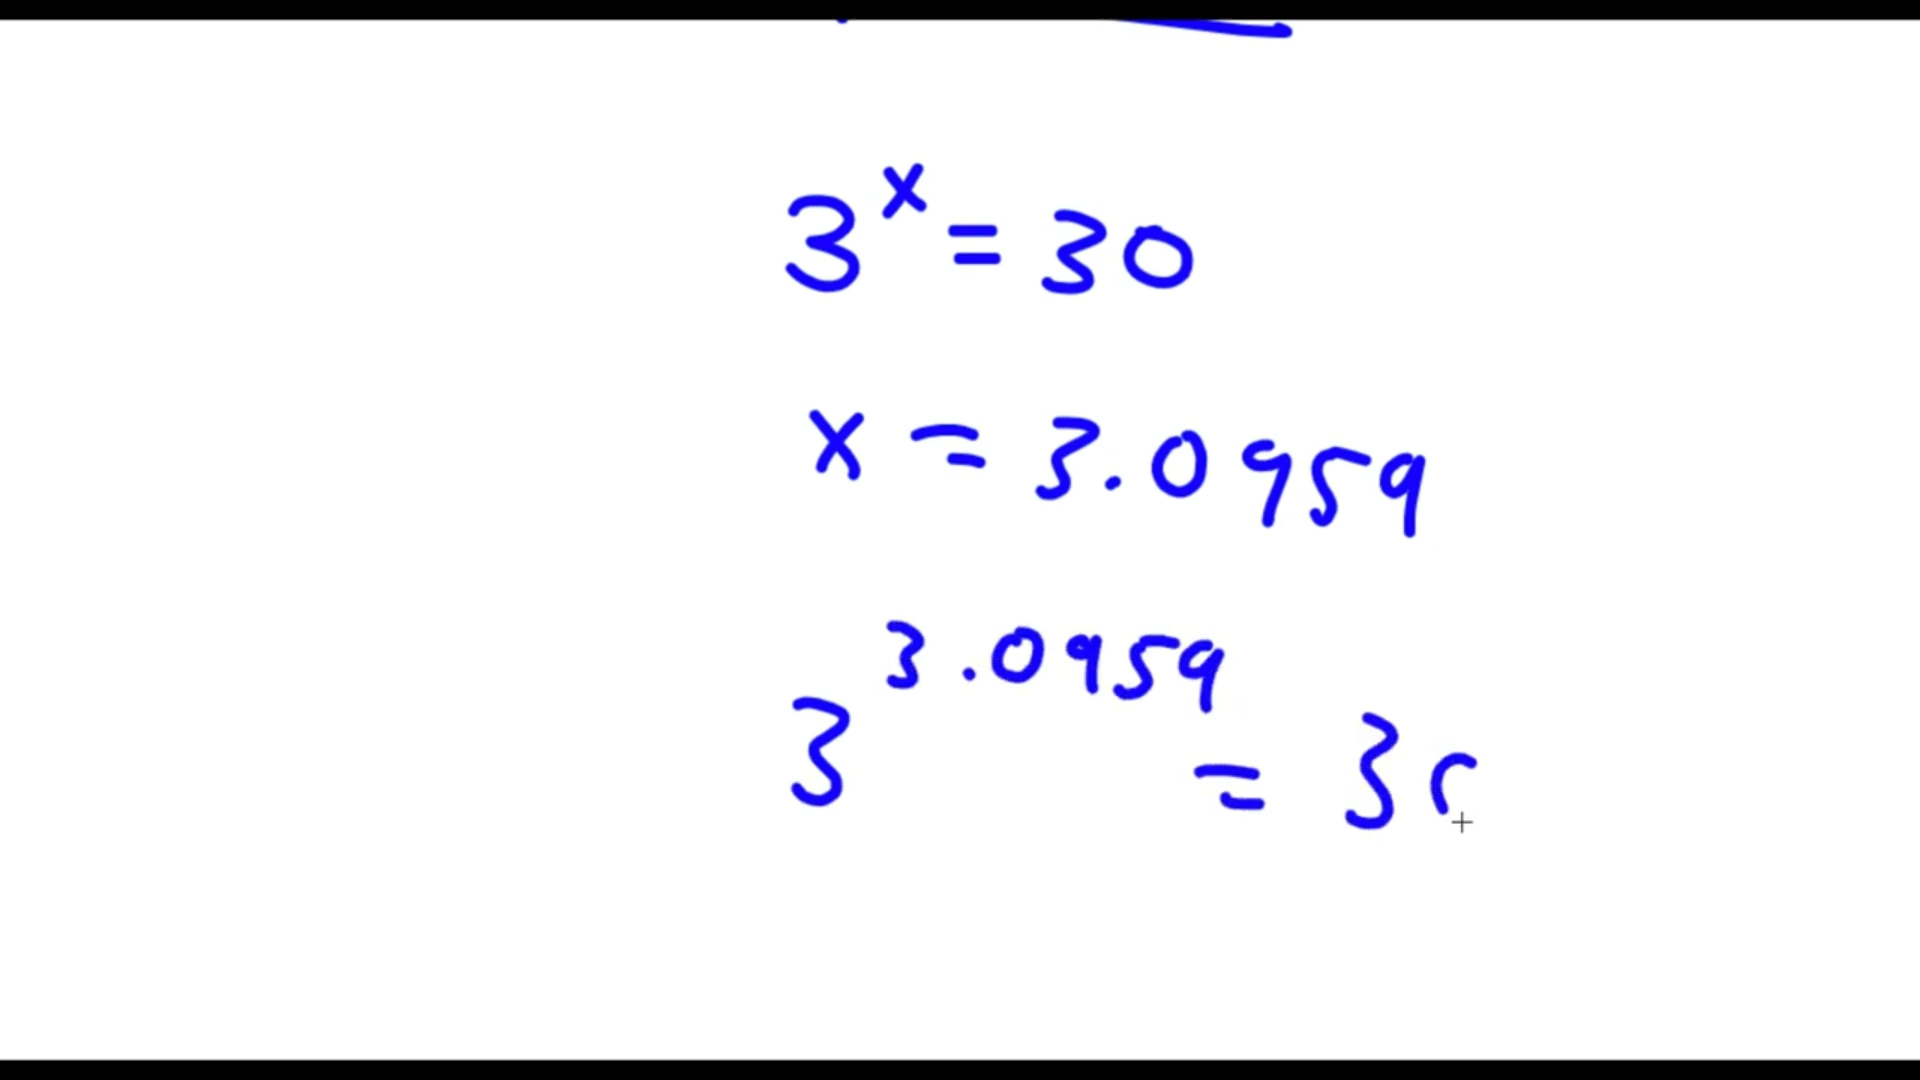 3^x = 30
x = 3.0959
3^3.0959 = 3